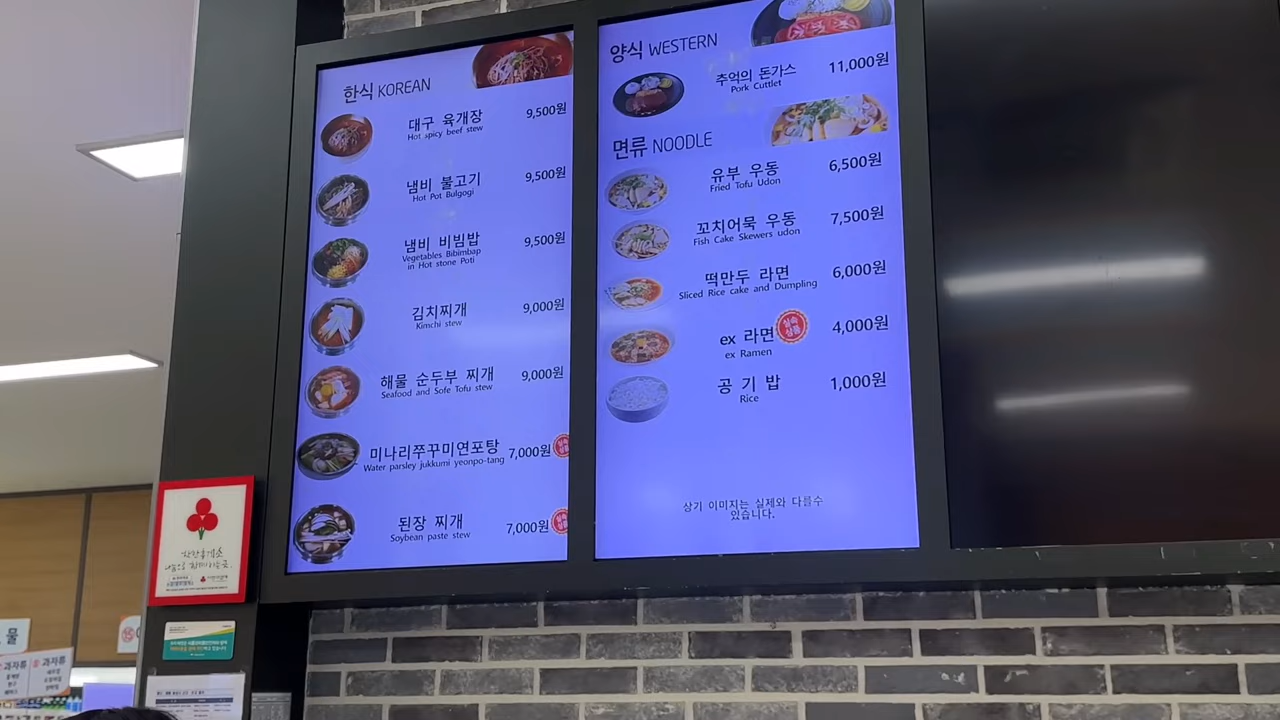 한식 KOREAN
대구 육개장 9,500원
Hot spicy beef stew
냄비 불고기 9,500원
Hot Pot Bulgogi
냄비 비빔밥 9,500원
Vegetables Bibimbap
in Hot stone Poti
김치찌개 9,000원
Kimchi stew
해물 순두부 찌개 9,000원
Seafood and Sofe Tofu stew
미나리쭈꾸미연포탕 7,000원
Water parsley jukkumi yeonpo-tang
된장 찌개 7,000원
Soybean paste stew
양식 WESTERN
추억의 돈가스 11,000원
Pork Cuttlet
면류 NOODLE
유부 우동 6,500원
Fried Tofu Udon
꼬치어묵 우동 7,500원
Fish Cake Skewers udon
떡만두 라면 6,000원
Sliced Rice cake and Dumpling
ex 라면 4,000원
ex Ramen
공 기 밥 1,000원
Rice
상기 이미지는 실제와 다를수
있습니다.
물
과자류